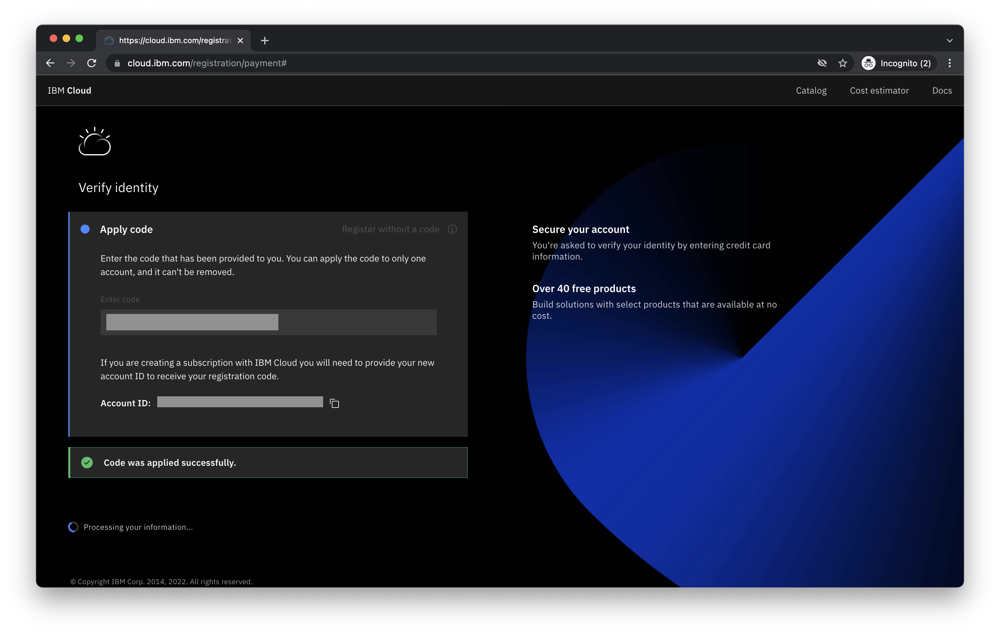 https://cloud.ibm.com/registrat
cloud.ibm.com/registration/payment#
Incognito (2)
IBM Cloud
Catalog
Cost estimator
Docs
Verify identity
Apply code
Register without a code
Enter the code that has been provided to you. You can apply the code to only one
account, and it can't be removed.
Enter code
If you are creating a subscription with IBM Cloud you will need to provide your new
account ID to receive your registration code.
Account ID:
Code was applied successfully.
Processing your information...
Secure your account
You're asked to verify your identity by entering credit card
information.
Over 40 free products
Build solutions with select products that are available at no
cost.
© Copyright IBM Corp. 2014, 2022. All rights reserved.